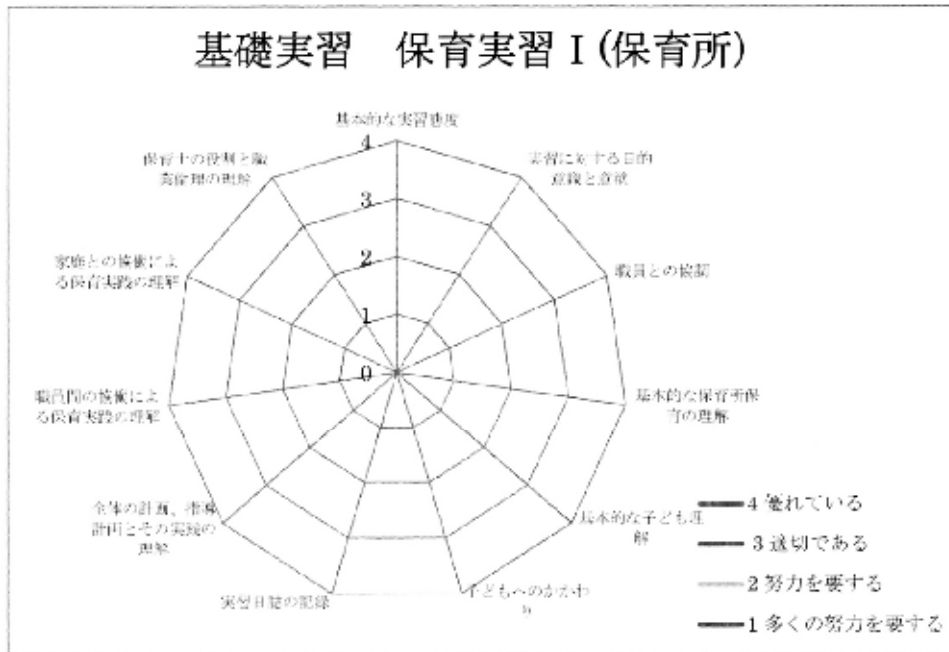 基礎実習　保育実習 I (保育所)
基本的な実習態度
実習に対する目的
意識と意欲
職員との協調
基本的な保育所保
育の理解
基本的な子ども理
解
子どもへのかかわ
り
実習日誌の記録
全体の計画、指導
計画とその実践の
理解
職員間の協働によ
る保育実践の理解
家庭との協働によ
る保育実践の理解
保育士の役割と職
業倫理の理解
4
3
2
1
0
4 優れている
3 適切である
2 努力を要する
1 多くの努力を要する